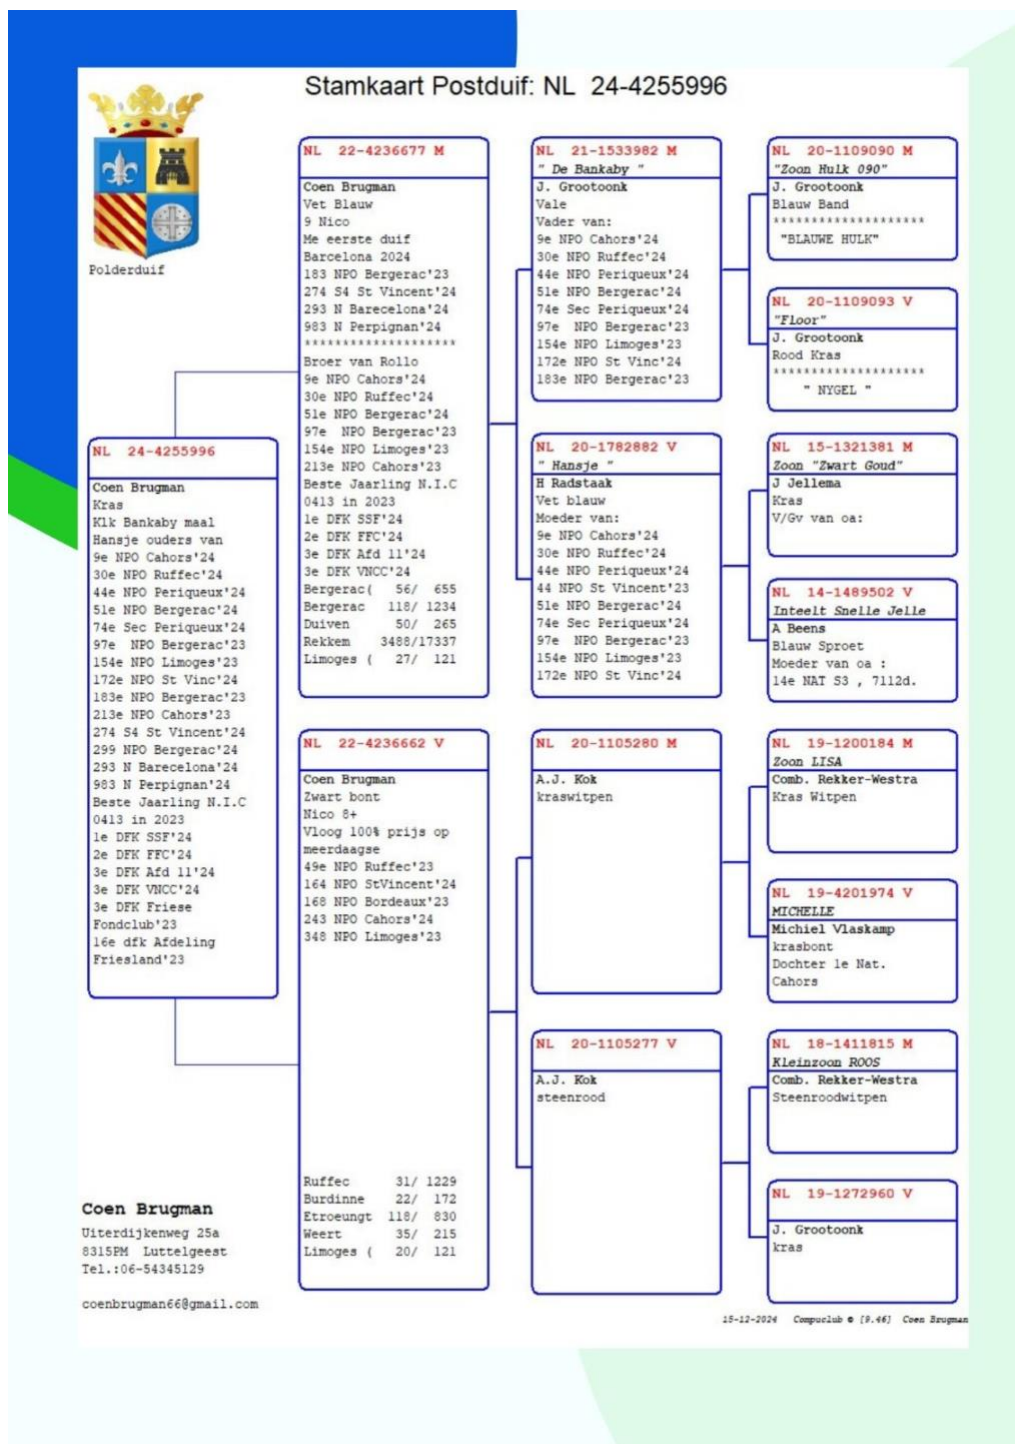 Stamkaart Postduif: NL 24-4255996
Polderduif
NL 24-4255996
Coen Brugman
Kras
Klk Bankaby maal
Hansje ouders van
9e NPO Cahors'24
30e NPO Ruffec'24
44e NPO Periqueux'24
51e NPO Bergerac'24
74e Sec Periqueux'24
97e NPO Bergerac'23
154e NPO Limoges'23
172e NPO St Vinc'24
183e NPO Bergerac'23
213e NPO Cahors'23
274 S4 St Vincent'24
299 NPO Bergerac'24
293 N Barecelona'24
983 N Perpignan'24
Beste Jaarling N.I.C
0413 in 2023
1e DFK SSF'24
2e DFK FFC'24
3e DFK Afd 11'24
3e DFK VNCC'24
3e DFK Friese
Fondclub'23
16e dfk Afdeling
Friesland'23
NL 22-4236677 M
Coen Brugman
Vet Blauw
9 Nico
Me eerste duif
Barcelona 2024
183 NPO Bergerac'23
274 S4 St Vincent'24
293 N Barecelona'24
983 N Perpignan'24
********************
Broer van Rollo
9e NPO Cahors'24
30e NPO Ruffec'24
51e NPO Bergerac'24
97e NPO Bergerac'23
154e NPO Limoges'23
213e NPO Cahors'23
Beste Jaarling N.I.C
0413 in 2023
1e DFK SSF'24
2e DFK FFC'24
3e DFK Afd 11'24
3e DFK VNCC'24
Bergerac( 56/ 655
Bergerac 118/ 1234
Duiven 50/ 265
Rekkem 3488/17337
Limoges ( 27/ 121
NL 22-4236662 V
Coen Brugman
Zwart bont
Nico 8+
Vloog 100% prijs op
meerdaagse
49e NPO Ruffec'23
164 NPO StVincent'24
168 NPO Bordeaux'23
243 NPO Cahors'24
348 NPO Limoges'23
Ruffec 31/ 1229
Burdinne 22/ 172
Etroeungt 118/ 830
Weert 35/ 215
Limoges ( 20/ 121
NL 21-1533982 M
" De Bankaby "
J. Grootoonk
Vale
Vader van:
9e NPO Cahors'24
30e NPO Ruffec'24
44e NPO Periqueux'24
51e NPO Bergerac'24
74e Sec Periqueux'24
97e NPO Bergerac'23
154e NPO Limoges'23
172e NPO St Vinc'24
183e NPO Bergerac'23
NL 20-1782882 V
" Hansje "
H Radstaak
Vet blauw
Moeder van:
9e NPO Cahors'24
30e NPO Ruffec'24
44e NPO Periqueux'24
44 NPO St Vincent'23
51e NPO Bergerac'24
74e Sec Periqueux'24
97e NPO Bergerac'23
154e NPO Limoges'23
172e NPO St Vinc'24
NL 20-1105280 M
A.J. Kok
kraswitpen
NL 20-1105277 V
A.J. Kok
steenrood
NL 20-1109090 M
"Zoon Hulk 090"
J. Grootoonk
Blauw Band
********************
"BLAUWE HULK"
NL 20-1109093 V
"Floor"
J. Grootoonk
Rood Kras
********************
" NYGEL "
NL 15-1321381 M
Zoon "Zwart Goud"
J Jellema
Kras
V/Gv van oa:
NL 14-1489502 V
Inteelt Snelle Jelle
A Beens
Blauw Sproet
Moeder van oa :
14e NAT S3 , 7112d.
NL 19-1200184 M
Zoon LISA
Comb. Rekker-Westra
Kras Witpen
NL 19-4201974 V
MICHELLE
Michiel Vlaskamp
krasbont
Dochter 1e Nat.
Cahors
NL 18-1411815 M
Kleinzoon ROOS
Comb. Rekker-Westra
Steenroodwitpen
NL 19-1272960 V
J. Grootoonk
kras
Coen Brugman
Uiterdijkenweg 25a
8315PM Luttelgeest
Tel.:06-54345129
coenbrugman66@gmail.com
15-12-2024 Compuclub © [9.46] Coen Brugman